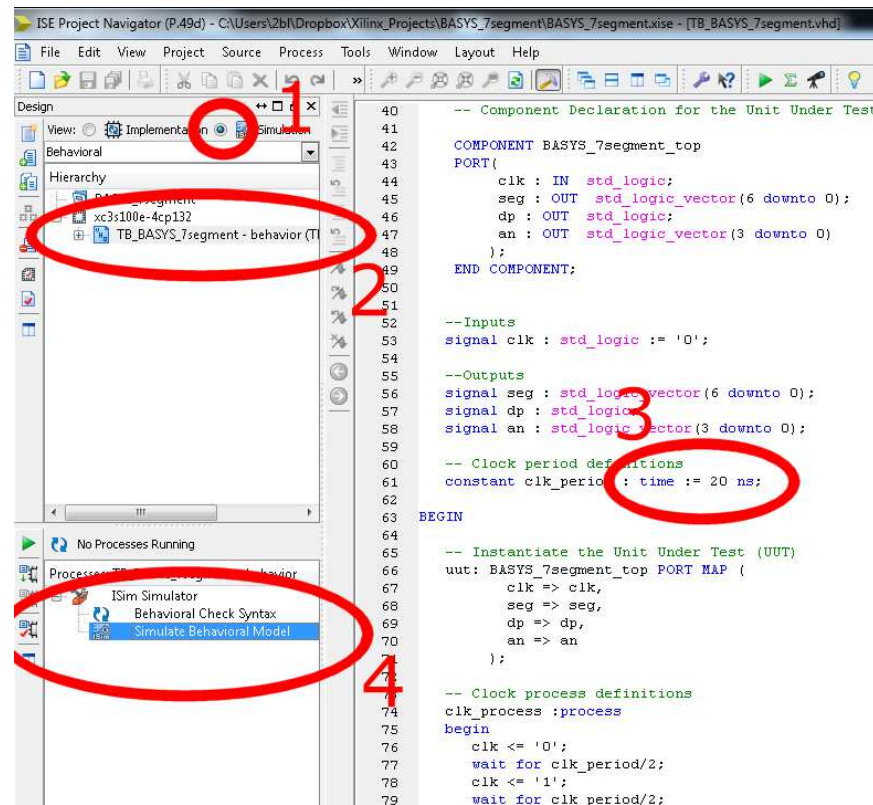 ISE Project Navigator (P.49d) - C:\Users\2bl\Dropbox\Xilinx_Projects\BASYS_7segment\BASYS_7segment.xise - [TB_BASYS_7segment.vhd]
File Edit View Project Source Process Tools Window Layout Help
Design
1
View: Implementation Simulation
Behavioral
Hierarchy
BASYS_7segment
xc3s100e-4cp132
TB_BASYS_7segment - behavior (T
2
No Processes Running
Processes: TB_BASYS_7segment - behavior
ISim Simulator
Behavioral Check Syntax
Simulate Behavioral Model
4
40 -- Component Declaration for the Unit Under Test
41
42 COMPONENT BASYS_7segment_top
43 PORT(
44 clk : IN std_logic;
45 seg : OUT std_logic_vector(6 downto 0);
46 dp : OUT std_logic;
47 an : OUT std_logic_vector(3 downto 0)
48 );
49 END COMPONENT;
50
51
52 --Inputs
53 signal clk : std_logic := '0';
54
55 --Outputs
56 signal seg : std_logic_vector(6 downto 0);
57 signal dp : std_logic;
58 signal an : std_logic_vector(3 downto 0);
3
59
60 -- Clock period definitions
61 constant clk_period : time := 20 ns;
62
63 BEGIN
64
65 -- Instantiate the Unit Under Test (UUT)
66 uut: BASYS_7segment_top PORT MAP (
67 clk => clk,
68 seg => seg,
69 dp => dp,
70 an => an
71 );
72
73 -- Clock process definitions
74 clk_process :process
75 begin
76 clk <= '0';
77 wait for clk_period/2;
78 clk <= '1';
79 wait for clk_period/2;